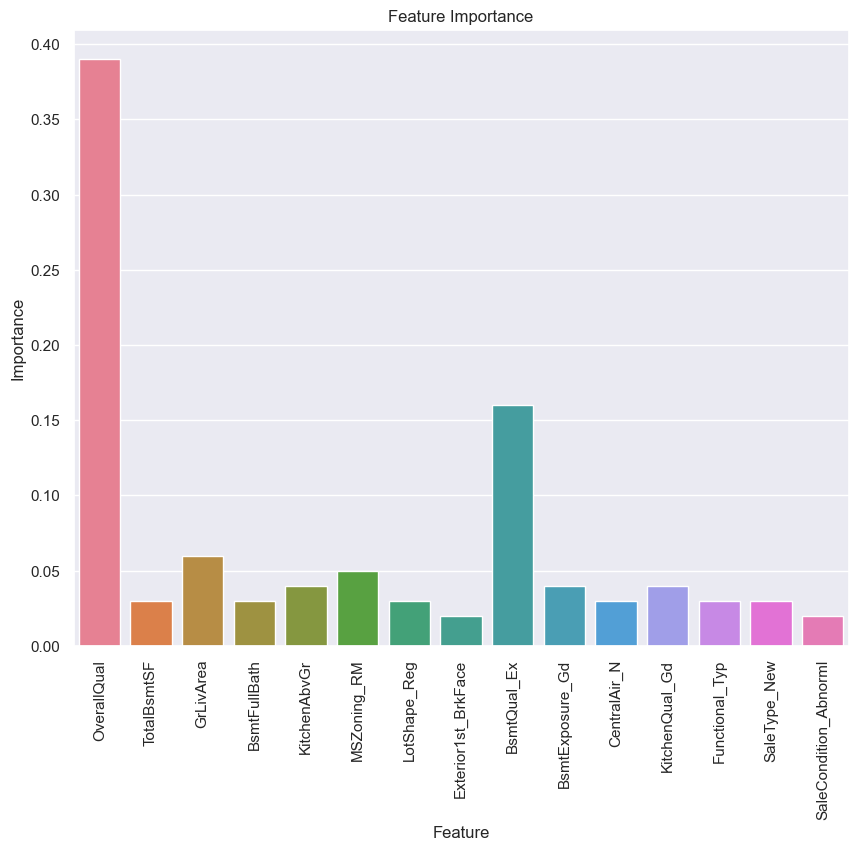 Feature Importance
0.40
0.35
0.30
0.25
0.20
0.15
0.10
0.05
0.00
Importance
OverallQual
TotalBsmtSF
GrLivArea
BsmtFullBath
KitchenAbvGr
MSZoning_RM
LotShape_Reg
Exterior1st_BrkFace
BsmtQual_Ex
BsmtExposure_Gd
CentralAir_N
KitchenQual_Gd
Functional_Typ
SaleType_New
SaleCondition_Abnorml
Feature